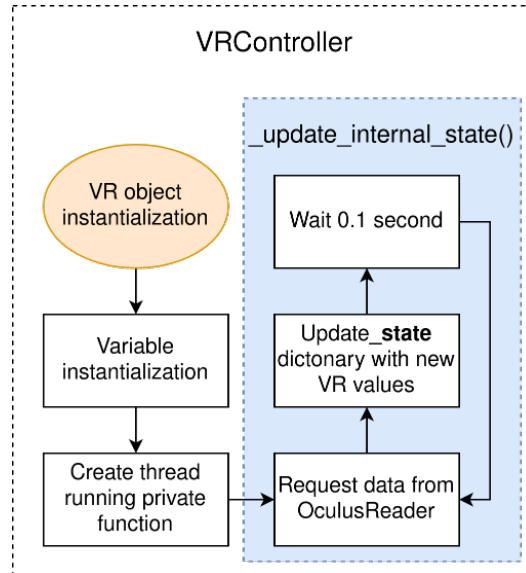 VRController
_update_internal_state()
VR object
instantialization
Variable
instantialization
Create thread
running private
function
Wait 0.1 second
Update_state
dictonary with new
VR values
Request data from
OculusReader